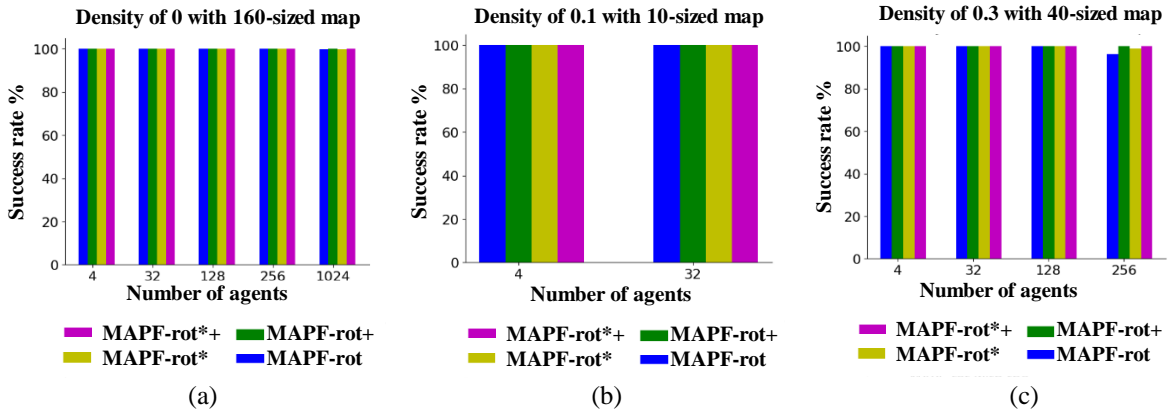 Density of 0 with 160-sized map
Success rate %
100
80
60
40
20
0
4 32 128 256 1024
Number of agents
MAPF-rot*+ MAPF-rot+
MAPF-rot* MAPF-rot
(a)
Density of 0.1 with 10-sized map
Success rate %
100
80
60
40
20
0
4 32
Number of agents
MAPF-rot*+ MAPF-rot+
MAPF-rot* MAPF-rot
(b)
Density of 0.3 with 40-sized map
Success rate %
100
80
60
40
20
0
4 32 128 256
Number of agents
MAPF-rot*+ MAPF-rot+
MAPF-rot* MAPF-rot
(c)